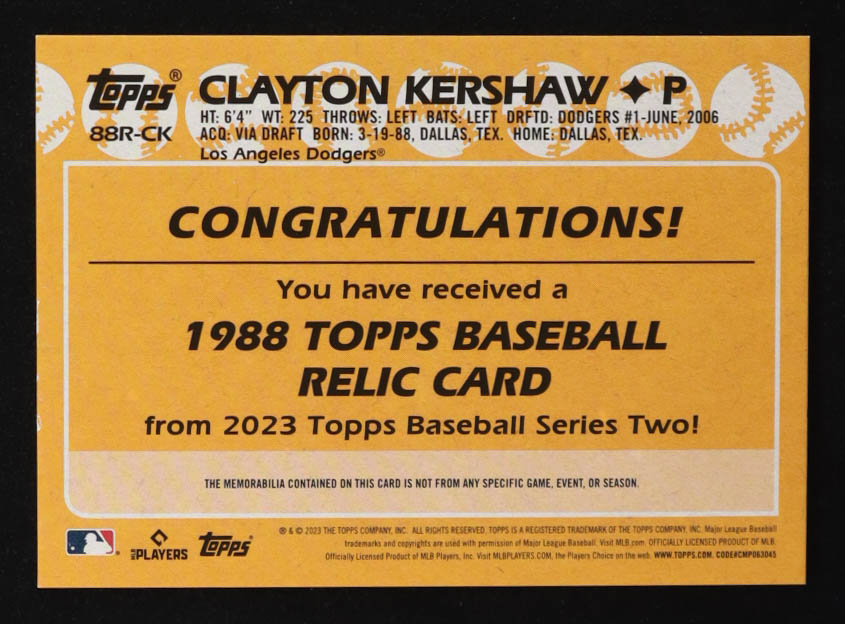 topps® CLAYTON KERSHAW ✦ P
88R-CK HT: 6'4" WT: 225 THROWS: LEFT BATS: LEFT DRFTD: DODGERS #1-JUNE, 2006
ACQ: VIA DRAFT BORN: 3-19-88, DALLAS, TEX. HOME: DALLAS, TEX.
Los Angeles Dodgers®
CONGRATULATIONS!
You have received a
1988 TOPPS BASEBALL
RELIC CARD
from 2023 Topps Baseball Series Two!
THE MEMORABILIA CONTAINED ON THIS CARD IS NOT FROM ANY SPECIFIC GAME, EVENT, OR SEASON.
MLB PLAYERS topps®
® & © 2023 THE TOPPS COMPANY, INC. ALL RIGHTS RESERVED. TOPPS IS A REGISTERED TRADEMARK OF THE TOPPS COMPANY, INC. Major League Baseball
trademarks and copyrights are used with permission of Major League Baseball. Visit MLB.com. OFFICIALLY LICENSED PRODUCT OF MLB.
Officially Licensed Product of MLB Players, Inc. Visit MLBPLAYERS.COM, the Players Choice on the web. WWW.TOPPS.COM. CODE#CMP063045